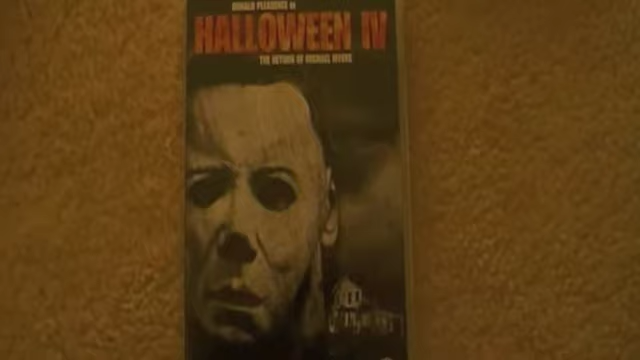 DONALD PLEASENCE in
HALLOWEEN IV
THE RETURN OF MICHAEL MYERS